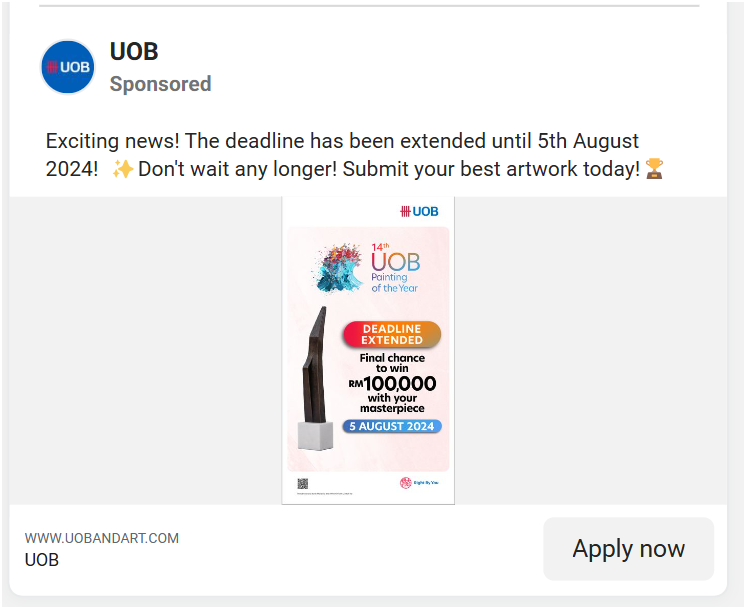 UOB
UOB
Sponsored
Exciting news! The deadline has been extended until 5th August
2024! ✨ Don't wait any longer! Submit your best artwork today! 🏆
UOB
14th
UOB
Painting
of the Year
DEADLINE
EXTENDED
Final chance
to win
RM100,000
with your
masterpiece
5 AUGUST 2024
Right By You
WWW.UOBANDART.COM
UOB
Apply now